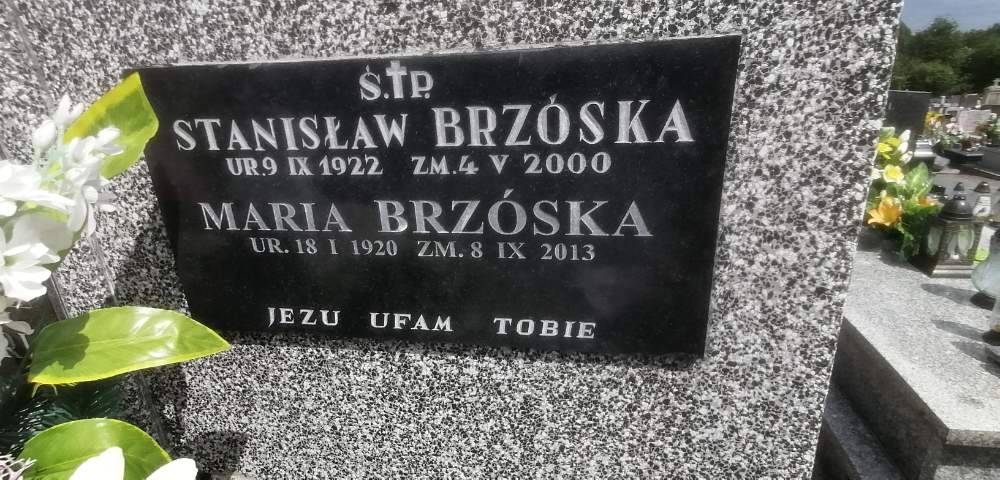 Ś.†P.
STANISŁAW BRZÓSKA
UR.9 IX 1922 ZM.4 V 2000
MARIA BRZÓSKA
UR. 18 I 1920 ZM. 8 IX 2013
JEZU UFAM TOBIE